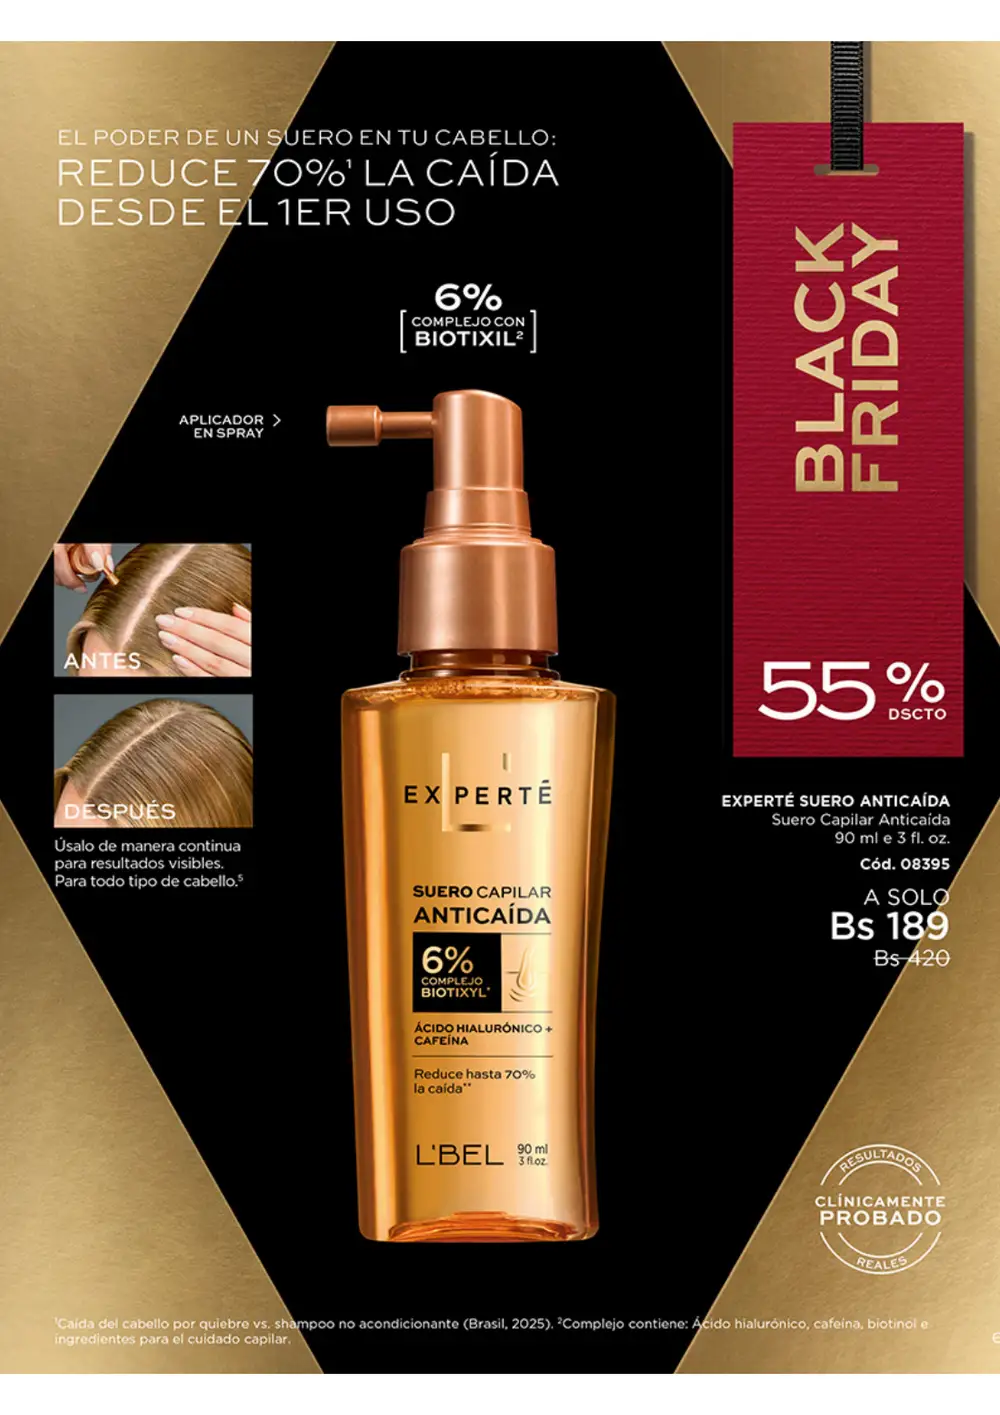 EL PODER DE UN SUERO EN TU CABELLO:
REDUCE 70%¹ LA CAÍDA
DESDE EL 1ER USO
6%
COMPLEJO CON
BIOTIXIL²
APLICADOR
EN SPRAY
BLACK
FRIDAY
55%
DSCTO
ANTES
DESPUÉS
Úsalo de manera continua
para resultados visibles.
Para todo tipo de cabello.⁵
EXPERTÉ
SUERO CAPILAR
ANTICAÍDA
6%
COMPLEJO
BIOTIXYL*
ÁCIDO HIALURÓNICO +
CAFEÍNA
Reduce hasta 70%
la caída**
L'BEL
90 ml
3 fl.oz.
EXPERTÉ SUERO ANTICAÍDA
Suero Capilar Anticaída
90 ml e 3 fl. oz.
Cód. 08395
A SOLO
Bs 189
Bs 420
RESULTADOS
CLÍNICAMENTE
PROBADO
REALES
¹Caída del cabello por quiebre vs. shampoo no acondicionante (Brasil, 2025). ²Complejo contiene: Ácido hialurónico, cafeína, biotinol e
ingredientes para el cuidado capilar.